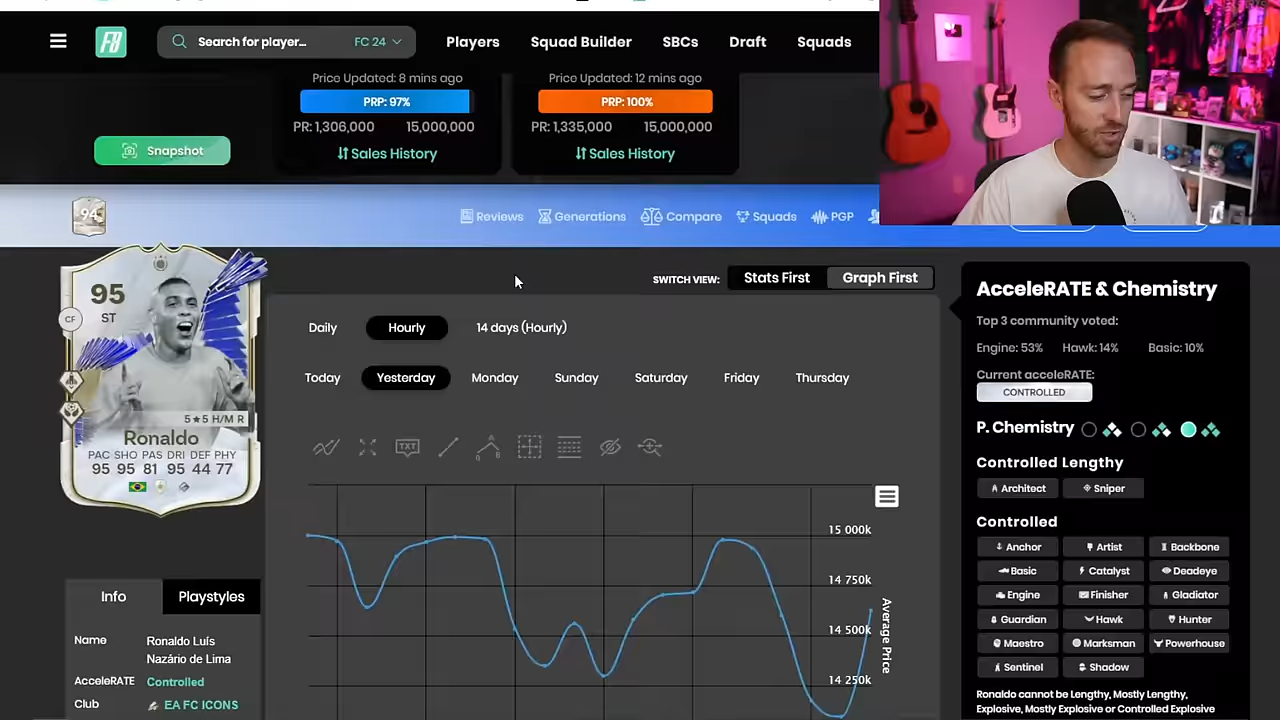 FB
Search for player...
FC 24
Players
Squad Builder
SBCs
Draft
Squads
Price Updated: 8 mins ago
Price Updated: 12 mins ago
PRP: 97%
PRP: 100%
PR: 1,306,000
15,000,000
PR: 1,335,000
15,000,000
Snapshot
Sales History
Sales History
94
Reviews
Generations
Compare
Squads
PGP
95
ST
CF
5★5 H/M R
Ronaldo
PAC SHO PAS DRI DEF PHY
95 95 81 95 44 77
SWITCH VIEW:
Stats First
Graph First
Daily
Hourly
14 days (Hourly)
Today
Yesterday
Monday
Sunday
Saturday
Friday
Thursday
TXT
15 000k
14 750k
14 500k
14 250k
Average Price
Info
Playstyles
Name
Ronaldo Luís
Nazário de Lima
AcceleRATE
Controlled
Club
EA FC ICONS
AcceleRATE & Chemistry
Top 3 community voted:
Engine: 53%
Hawk: 14%
Basic: 10%
Current acceleRATE:
CONTROLLED
P. Chemistry
Controlled Lengthy
Architect
Sniper
Controlled
Anchor
Artist
Backbone
Basic
Catalyst
Deadeye
Engine
Finisher
Gladiator
Guardian
Hawk
Hunter
Maestro
Marksman
Powerhouse
Sentinel
Shadow
Ronaldo cannot be Lengthy, Mostly Lengthy,
Explosive, Mostly Explosive or Controlled Explosive